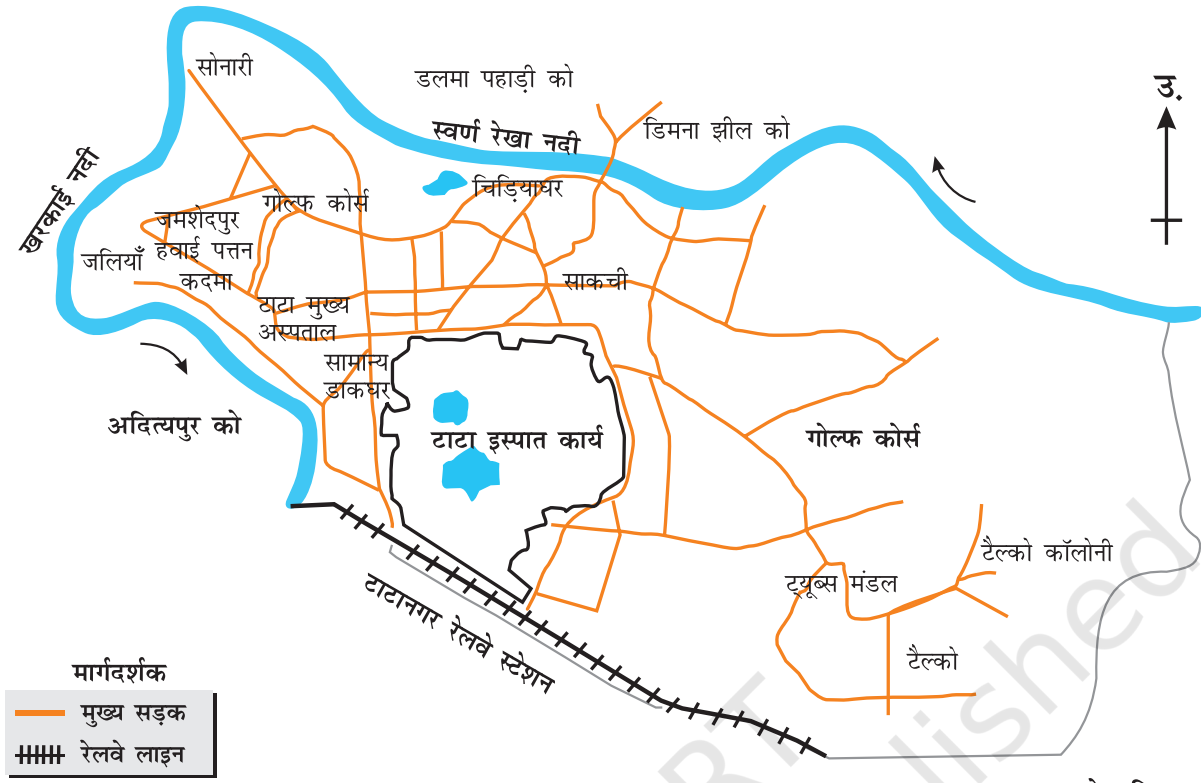 सोनारी
डलमा पहाड़ी को
स्वर्ण रेखा नदी
डिमना झील को
उ.
खरकाई नदी
चिड़ियाघर
गोल्फ कोर्स
जमशेदपुर
हवाई पत्तन
जलियाँ
कदमा
साकची
टाटा मुख्य
अस्पताल
सामान्य
डाकघर
अदित्यपुर को
टाटा इस्पात कार्य
गोल्फ कोर्स
टैल्को कॉलोनी
ट्यूब्स मंडल
टैल्को
टाटानगर रेलवे स्टेशन
मार्गदर्शक
मुख्य सड़क
रेलवे लाइन